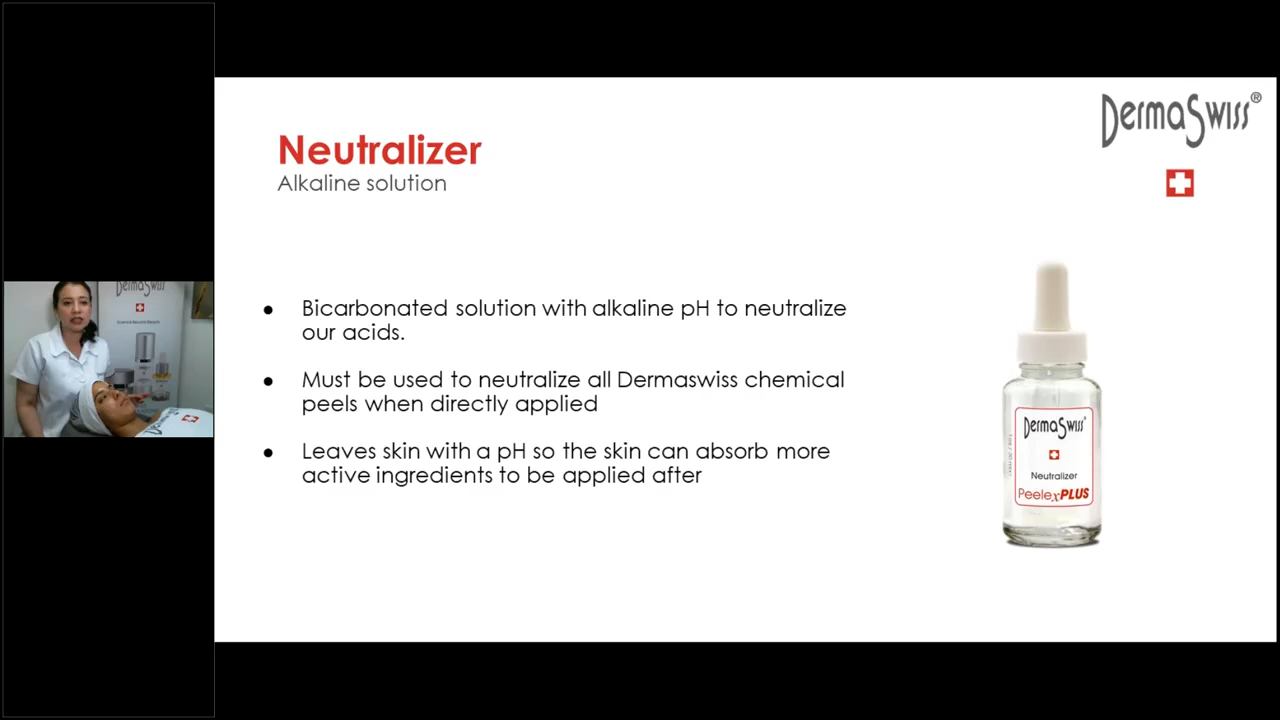 DermaSwiss®
Neutralizer
Alkaline solution
● Bicarbonated solution with alkaline pH to neutralize
our acids.
● Must be used to neutralize all Dermaswiss chemical
peels when directly applied
● Leaves skin with a pH so the skin can absorb more
active ingredients to be applied after
DermaSwiss®
Neutralizer
PeelexPLUS
DermaSwiss